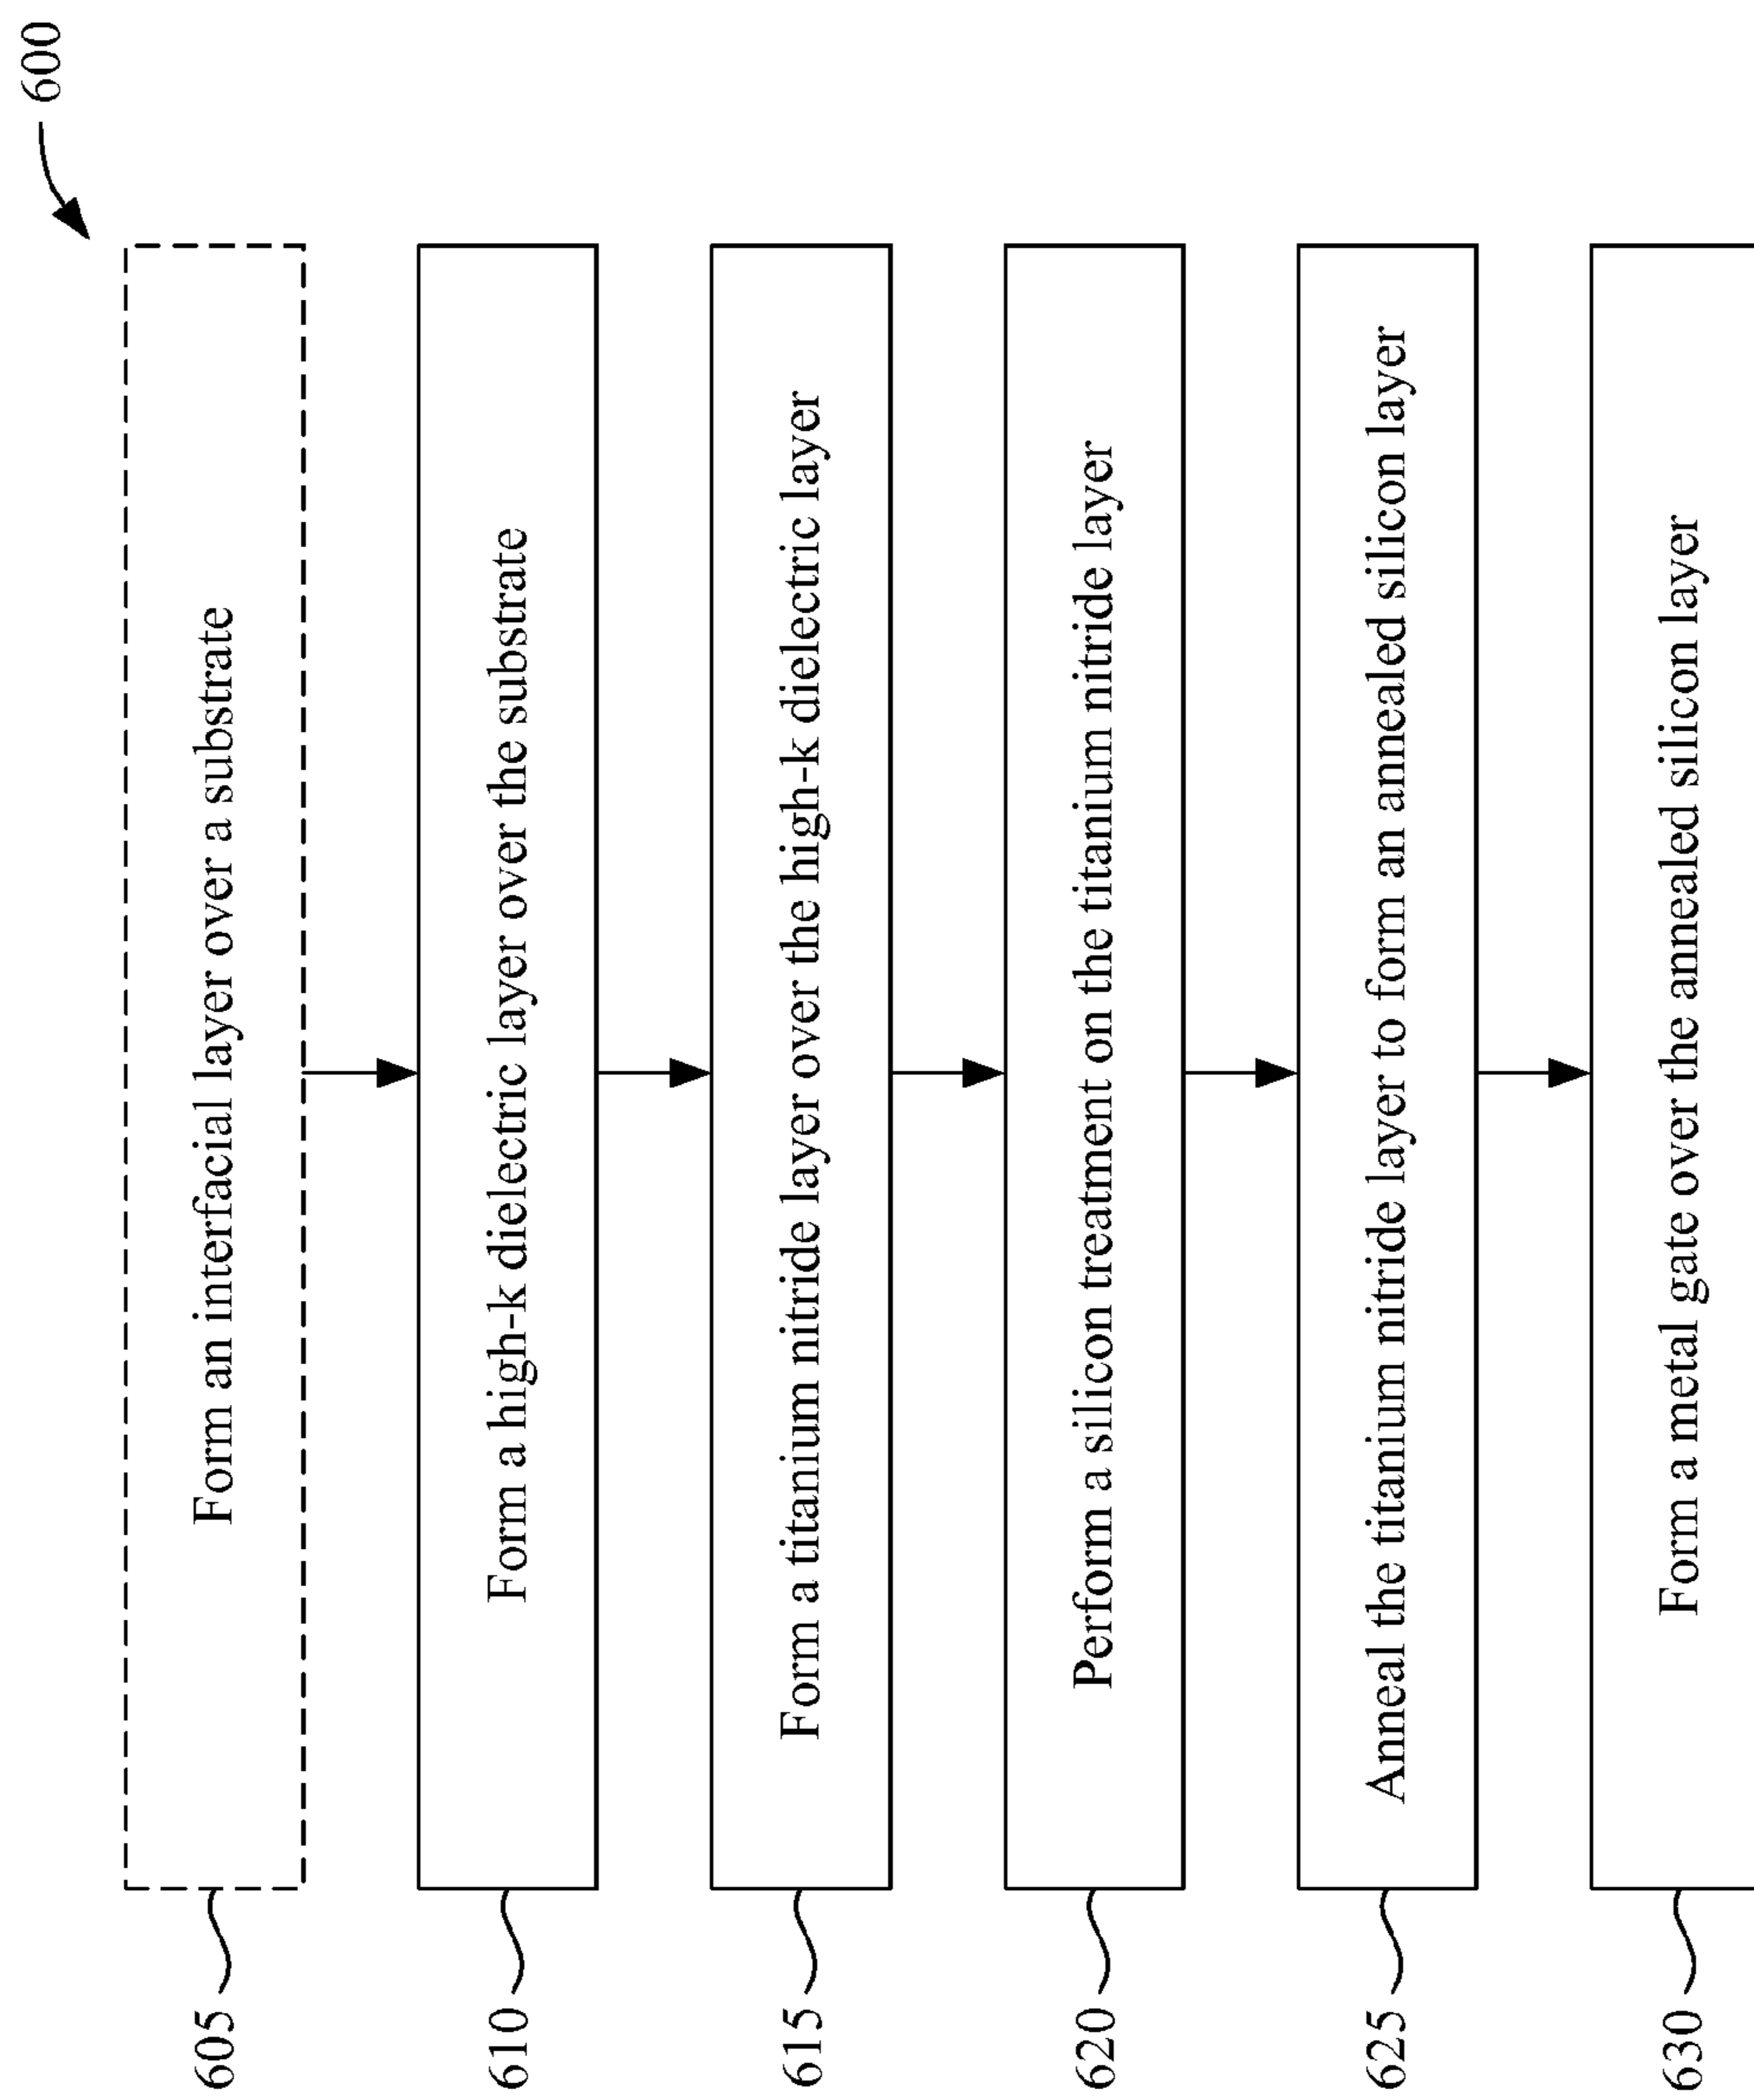 600
605
Form an interfacial layer over a substrate
610
Form a high-k dielectric layer over the substrate
615
Form a titanium nitride layer over the high-k dielectric layer
620
Perform a silicon treatment on the titanium nitride layer
625
Anneal the titanium nitride layer to form an annealed silicon layer
630
Form a metal gate over the annealed silicon layer